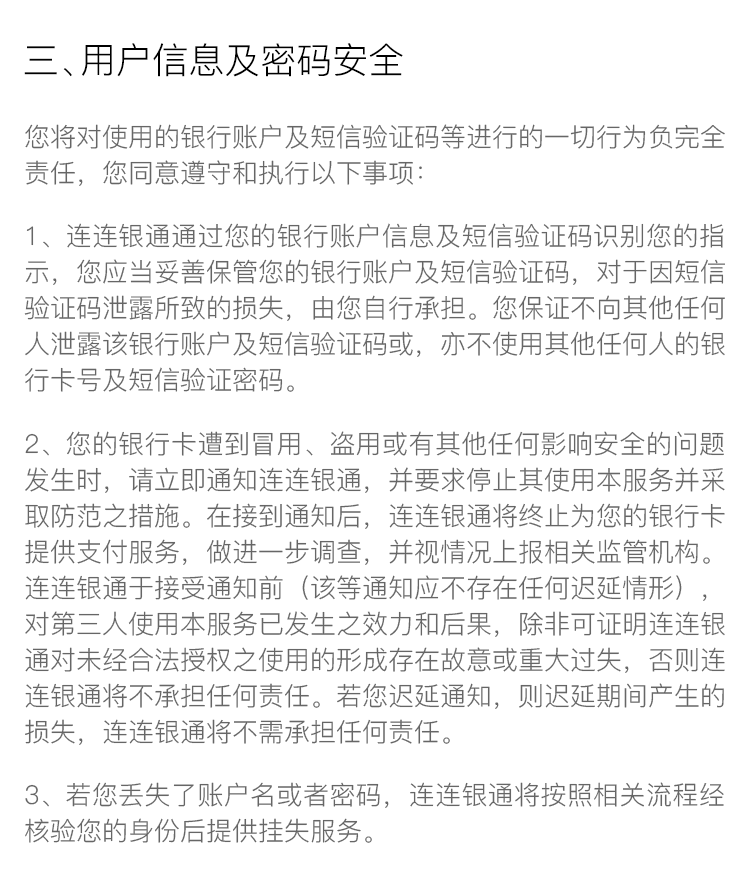 三、用户信息及密码安全
您将对使用的银行账户及短信验证码等进行的一切行为负完全
责任，您同意遵守和执行以下事项：
1、连连银通通过您的银行账户信息及短信验证码识别您的指
示，您应当妥善保管您的银行账户及短信验证码，对于因短信
验证码泄露所致的损失，由您自行承担。您保证不向其他任何
人泄露该银行账户及短信验证码或，亦不使用其他任何人的银
行卡号及短信验证密码。
2、您的银行卡遭到冒用、盗用或有其他任何影响安全的问题
发生时，请立即通知连连银通，并要求停止其使用本服务并采
取防范之措施。在接到通知后，连连银通将终止为您的银行卡
提供支付服务，做进一步调查，并视情况上报相关监管机构。
连连银通于接受通知前（该等通知应不存在任何迟延情形），
对第三人使用本服务已发生之效力和后果，除非可证明连连银
通对未经合法授权之使用的形成存在故意或重大过失，否则连
连银通将不承担任何责任。若您迟延通知，则迟延期间产生的
损失，连连银通将不需承担任何责任。
3、若您丢失了账户名或者密码，连连银通将按照相关流程经
核验您的身份后提供挂失服务。